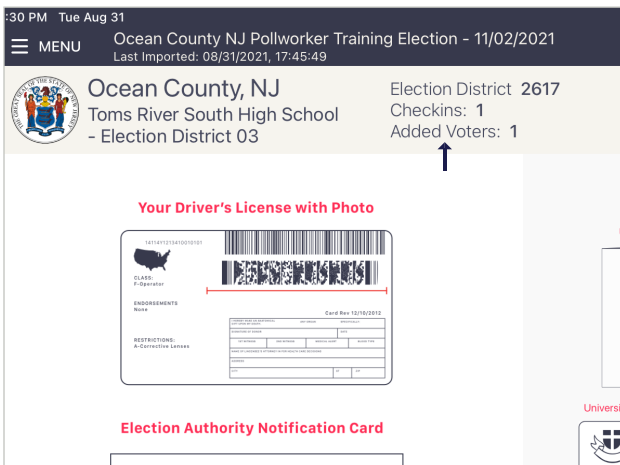 :30 PM Tue Aug 31
MENU
Ocean County NJ Pollworker Training Election - 11/02/2021
Last Imported: 08/31/2021, 17:45:49
Ocean County, NJ
Toms River South High School
- Election District 03
Election District 2617
Checkins: 1
Added Voters: 1
Your Driver's License with Photo
CLASS:
F-Operator
ENDORSEMENTS
None
Card Rev 12/10/2012
RESTRICTIONS:
A-Corrective Lenses
Election Authority Notification Card
Universi